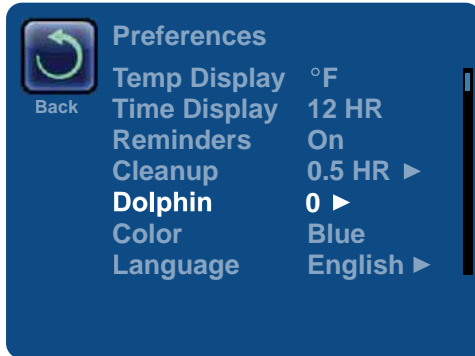 Preferences
Temp Display °F
Back Time Display 12 HR
Reminders On
Cleanup 0.5 HR ►
Dolphin 0 ►
Color Blue
Language English ►